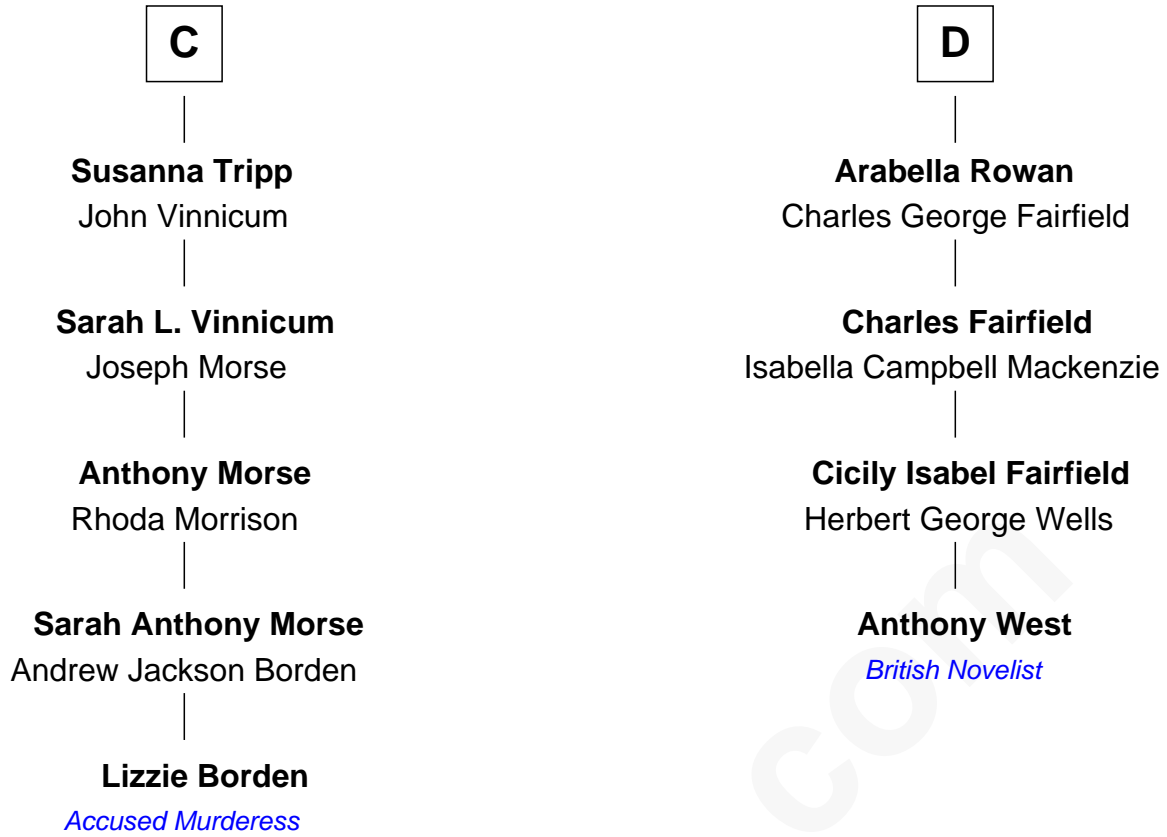 C
Susanna Tripp
John Vinnicum
Sarah L. Vinnicum
Joseph Morse
Anthony Morse
Rhoda Morrison
Sarah Anthony Morse
Andrew Jackson Borden
Lizzie Borden
Accused Murderess
D
Arabella Rowan
Charles George Fairfield
Charles Fairfield
Isabella Campbell Mackenzie
Cicily Isabel Fairfield
Herbert George Wells
Anthony West
British Novelist
com